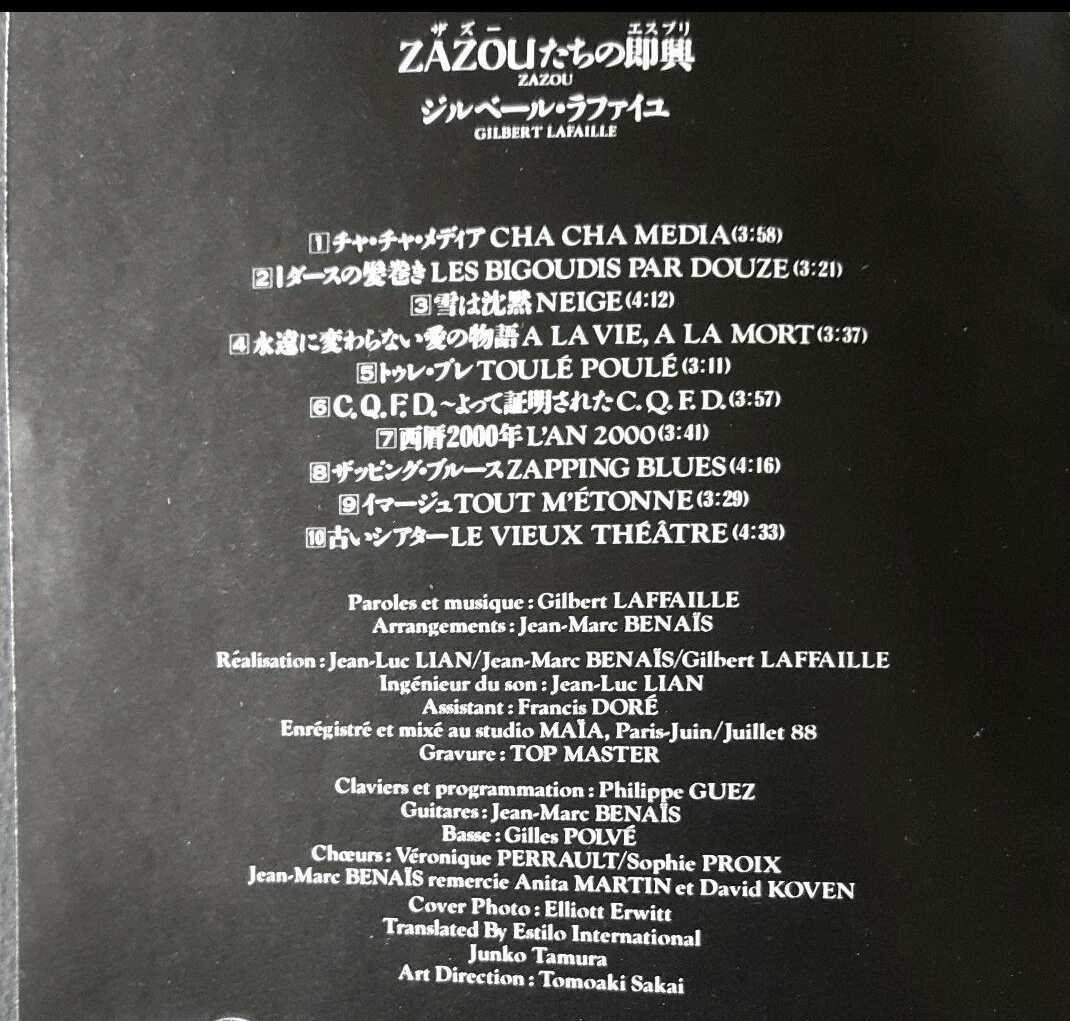 ザズー エスプリ
ZAZOUたちの即興
ZAZOU
ジルベール・ラファイユ
GILBERT LAFAILLE
1チャ・チャ・メディア CHA CHA MEDIA(3:58)
2 1ダースの髪巻き LES BIGOUDIS PAR DOUZE(3:21)
3雪は沈黙 NEIGE(4:12)
4永遠に変わらない愛の物語 A LA VIE, A LA MORT(3:37)
5トゥレ・プレ TOULÉ POULÉ(3:11)
6C.Q.F.D.～よって証明された C.Q.F.D.(3:57)
7西暦2000年 L'AN 2000(3:41)
8ザッピング・ブルース ZAPPING BLUES(4:16)
9イマージュ TOUT M'ÉTONNE(3:29)
10古いシアター LE VIEUX THÉÂTRE(4:33)
Paroles et musique : Gilbert LAFFAILLE
Arrangements : Jean-Marc BENAÏS
Réalisation : Jean-Luc LIAN/Jean-Marc BENAÏS/Gilbert LAFFAILLE
Ingénieur du son : Jean-Luc LIAN
Assistant : Francis DORÉ
Enrégistré et mixé au studio MAÏA, Paris-Juin/Juillet 88
Gravure : TOP MASTER
Claviers et programmation : Philippe GUEZ
Guitares : Jean-Marc BENAÏS
Basse : Gilles POLVÉ
Chœurs : Véronique PERRAULT/Sophie PROIX
Jean-Marc BENAÏS remercie Anita MARTIN et David KOVEN
Cover Photo : Elliott Erwitt
Translated By Estilo International
Junko Tamura
Art Direction : Tomoaki Sakai